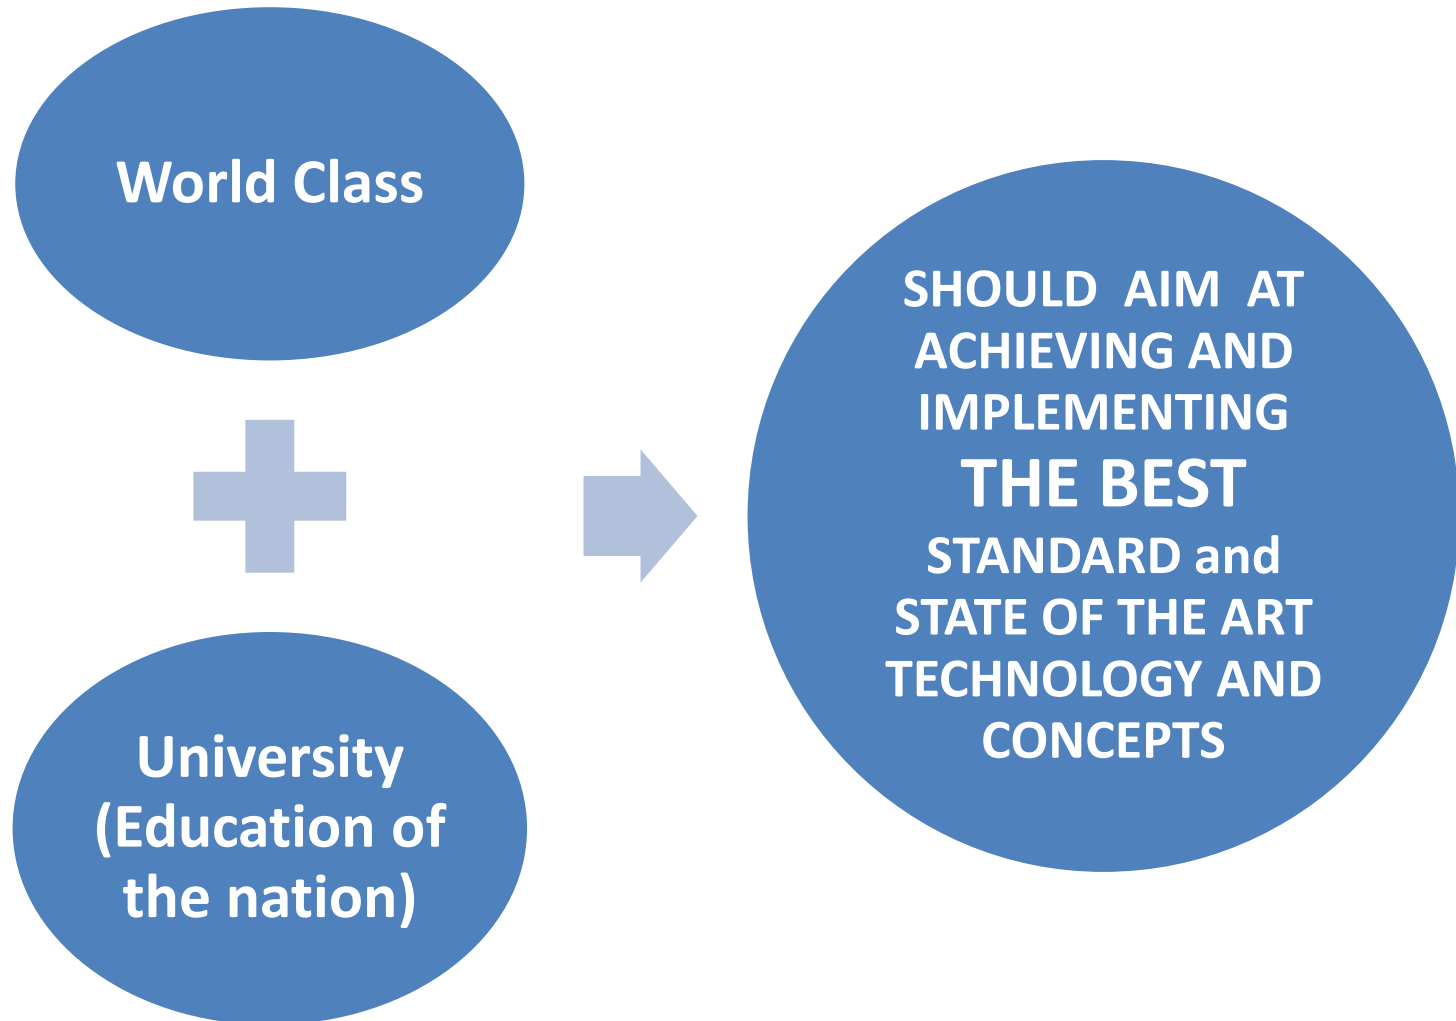 World Class
University
(Education of
the nation)
SHOULD AIM AT
ACHIEVING AND
IMPLEMENTING
THE BEST
STANDARD and
STATE OF THE ART
TECHNOLOGY AND
CONCEPTS